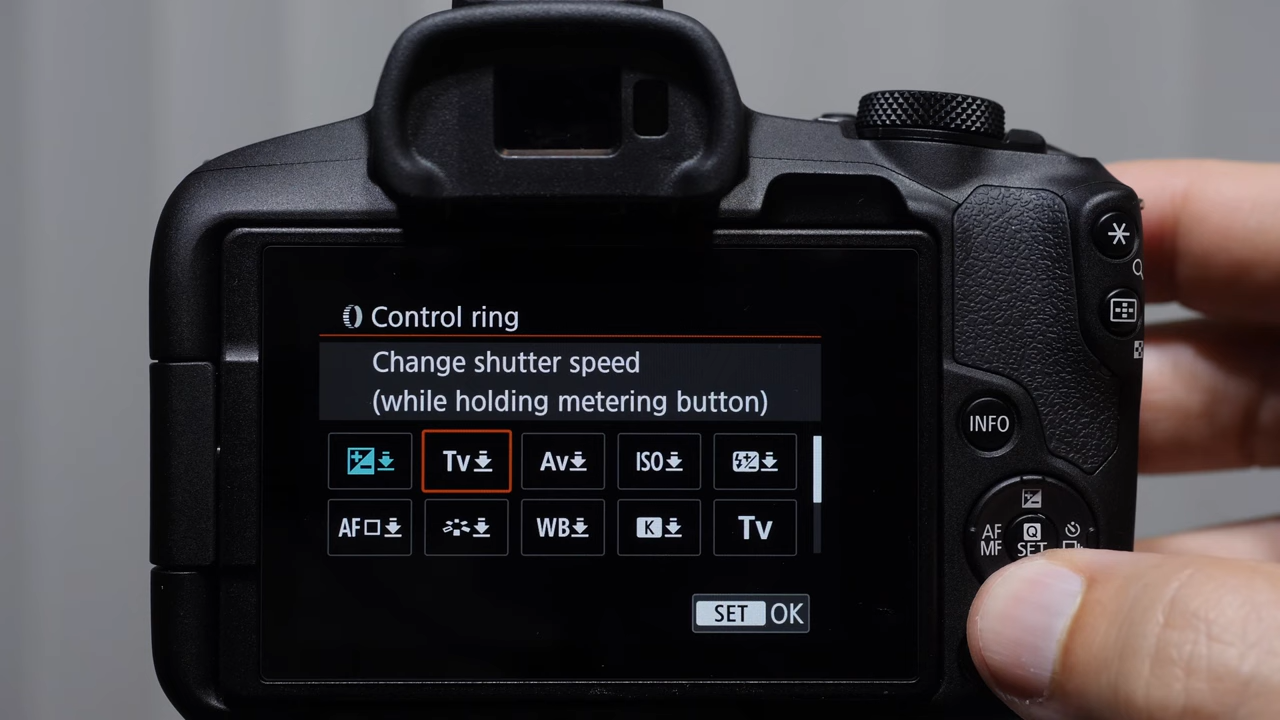 Control ring
Change shutter speed
(while holding metering button)
Tv Av ISO
AF WB K Tv
SET OK
INFO
AF
MF
Q
SET